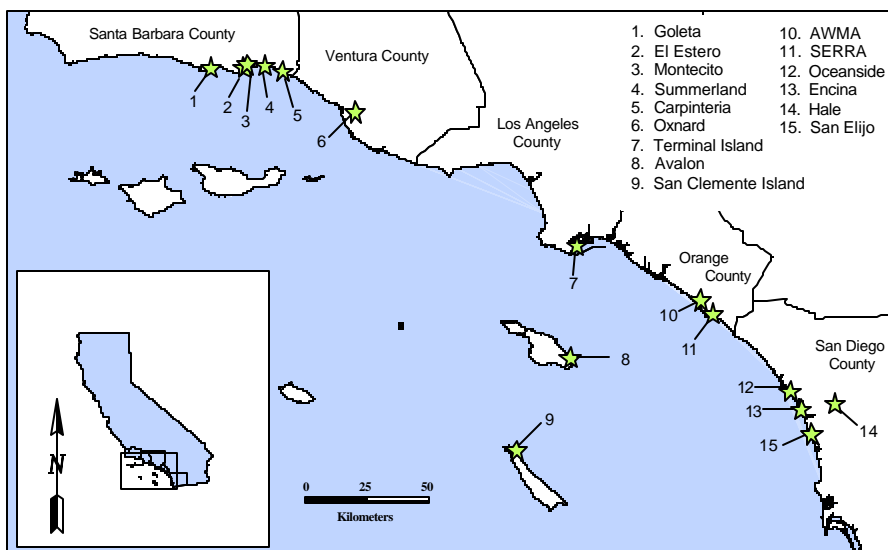 Santa Barbara County
Ventura County
Los Angeles
County
Orange
County
San Diego
County
1. Goleta
2. El Estero
3. Montecito
4. Summerland
5. Carpinteria
6. Oxnard
7. Terminal Island
8. Avalon
9. San Clemente Island
10. AWMA
11. SERRA
12. Oceanside
13. Encina
14. Hale
15. San Elijo
1
2
3
4
5
6
7
8
9
10
11
12
13
14
15
N
0 25 50
Kilometers